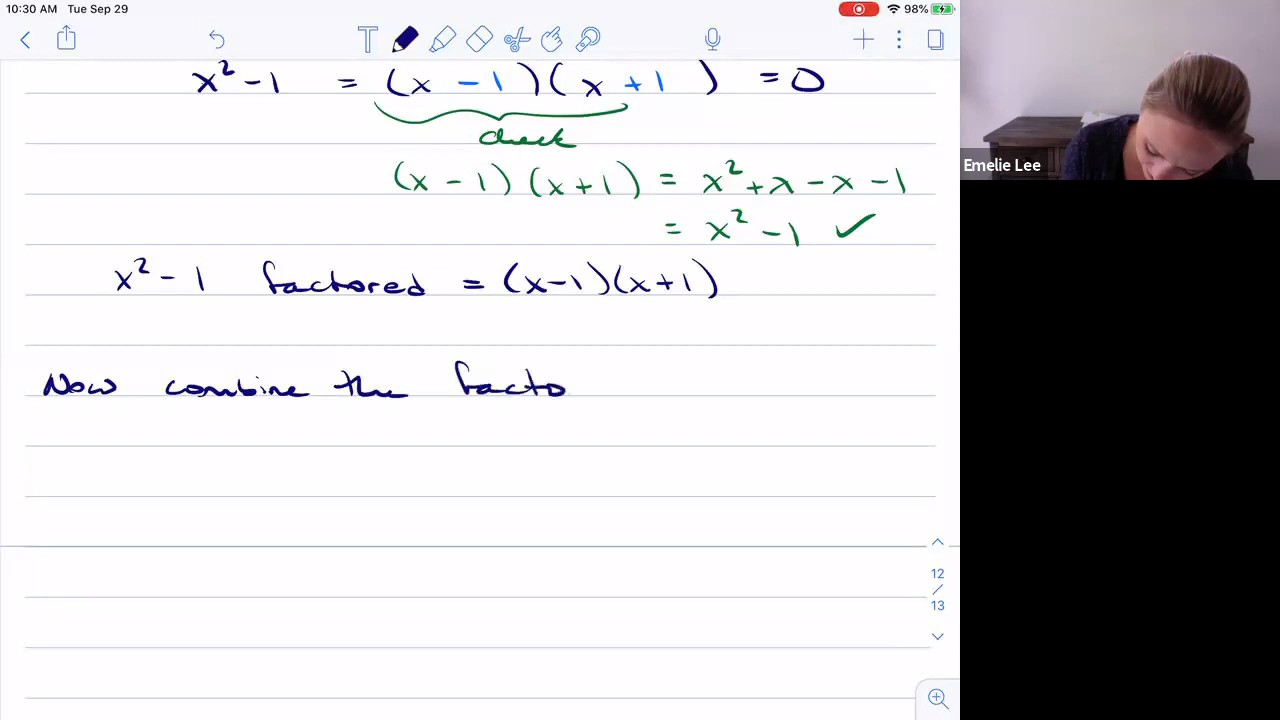 10:30 AM Tue Sep 29
98%
x² - 1 = (x - 1)(x + 1) = 0
check
(x - 1)(x + 1) = x² + x - x - 1
= x² - 1 ✓
x² - 1 factored = (x-1)(x+1)
Now combine the facto
Emelie Lee
12
/
13